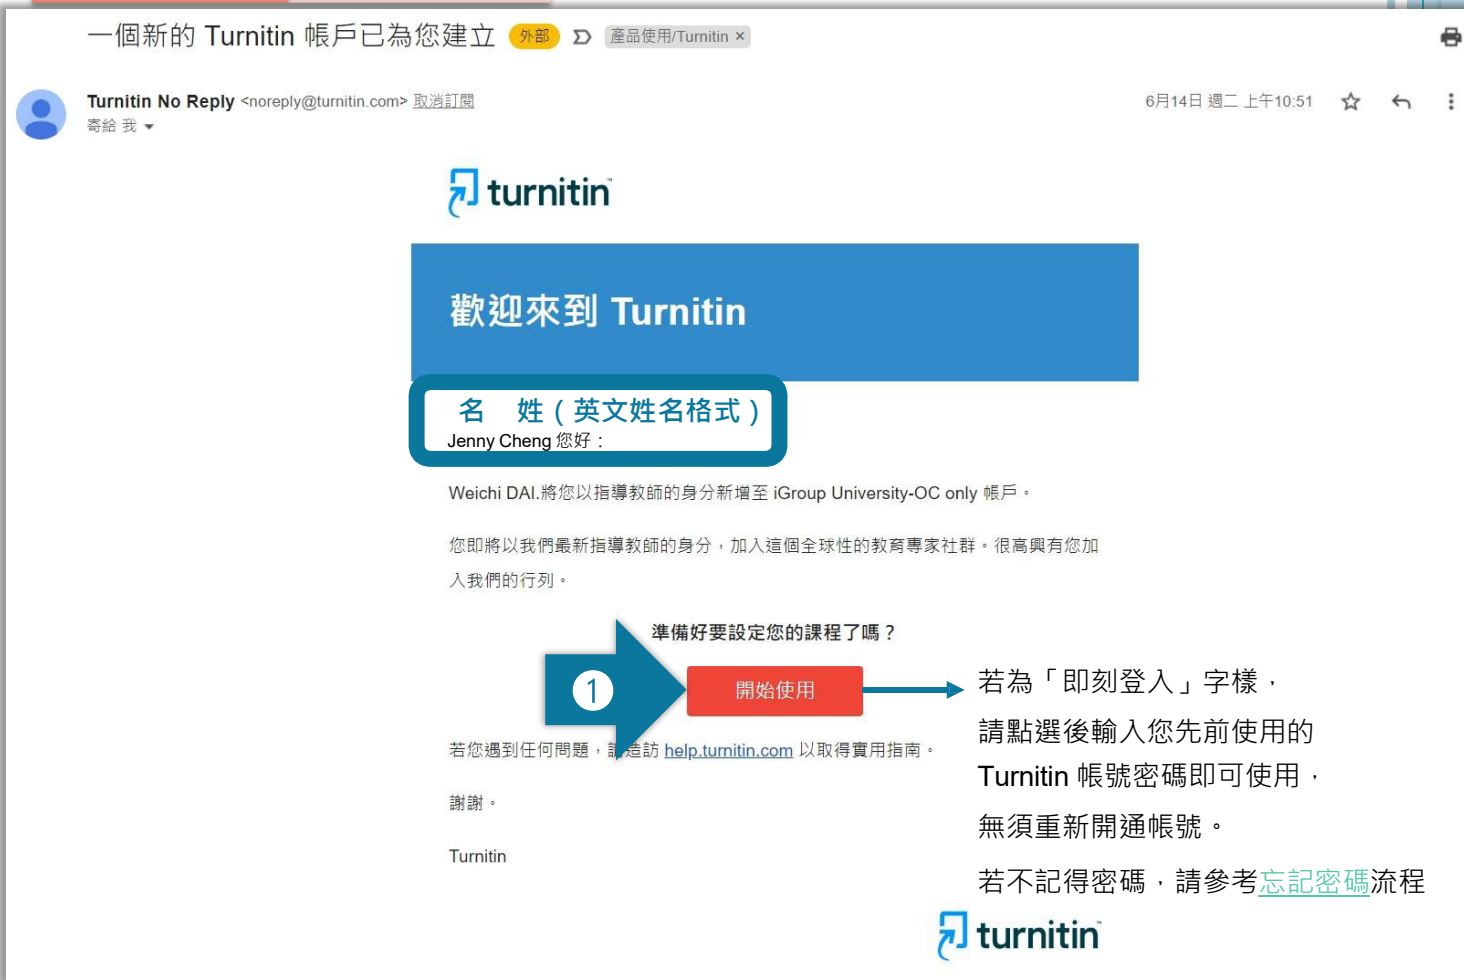 一個新的 Turnitin 帳戶已為您建立 外部 產品使用/Turnitin ×
Turnitin No Reply <noreply@turnitin.com> 取消訂閱
6月14日 週二 上午10:51
寄給 我
turnitin
歡迎來到 Turnitin
名 姓(英文姓名格式)
Jenny Cheng 您好:
Weichi DAI.將您以指導教師的身分新增至 iGroup University-OC only 帳戶。
您即將以我們最新指導教師的身分,加入這個全球性的教育專家社群。很高興有您加
入我們的行列。
準備好要設定您的課程了嗎?
1
開始使用
若為「即刻登入」字樣,
請點選後輸入您先前使用的
Turnitin 帳號密碼即可使用,
無須重新開通帳號。
若不記得密碼,請參考忘記密碼流程
若您遇到任何問題,造訪 help.turnitin.com 以取得實用指南。
謝謝。
Turnitin
turnitin